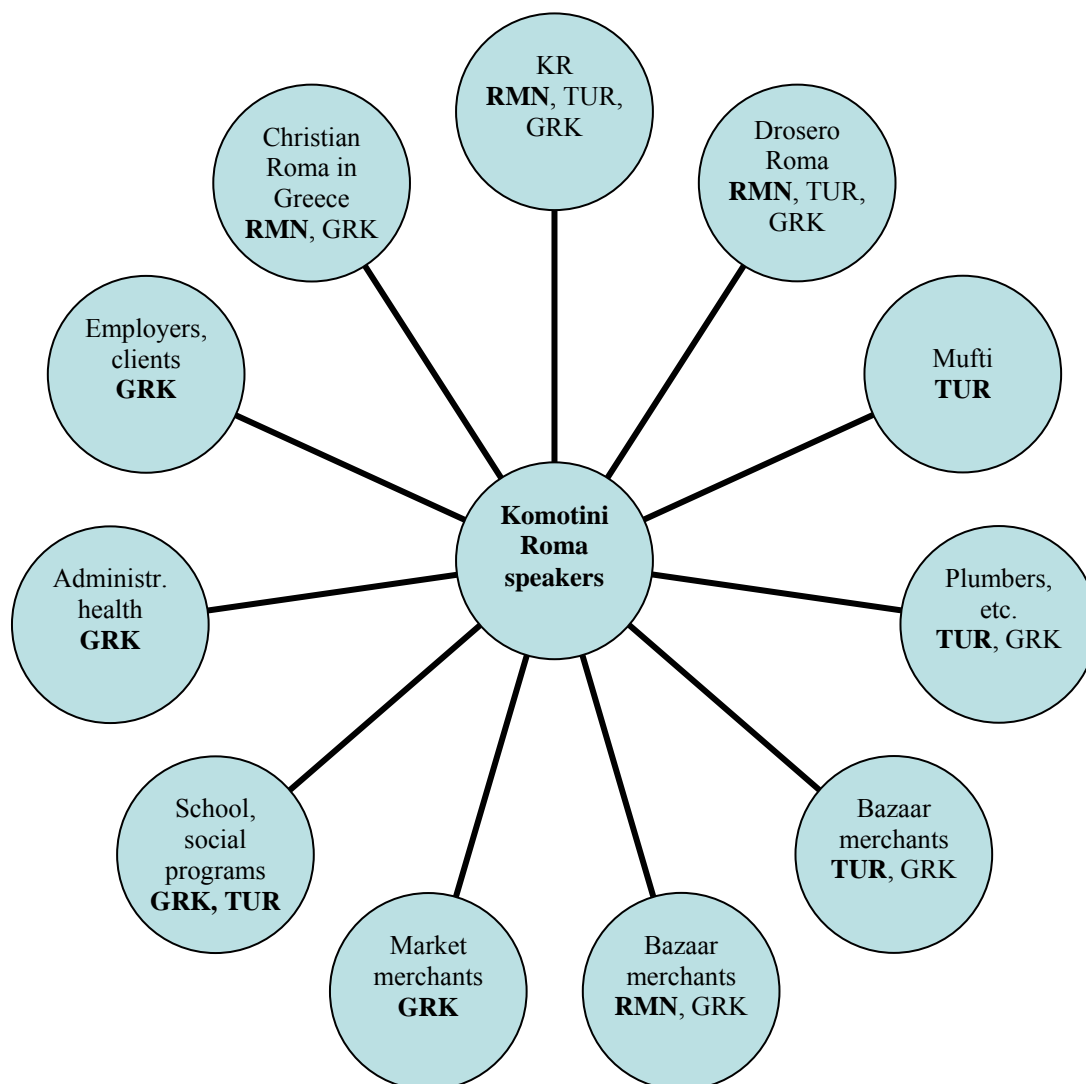 KR
RMN, TUR,
GRK
Drosero
Roma
RMN, TUR,
GRK
Mufti
TUR
Plumbers,
etc.
TUR, GRK
Bazaar
merchants
TUR, GRK
Bazaar
merchants
RMN, GRK
Market
merchants
GRK
School,
social
programs
GRK, TUR
Administr.
health
GRK
Employers,
clients
GRK
Christian
Roma in
Greece
RMN, GRK
Komotini
Roma
speakers